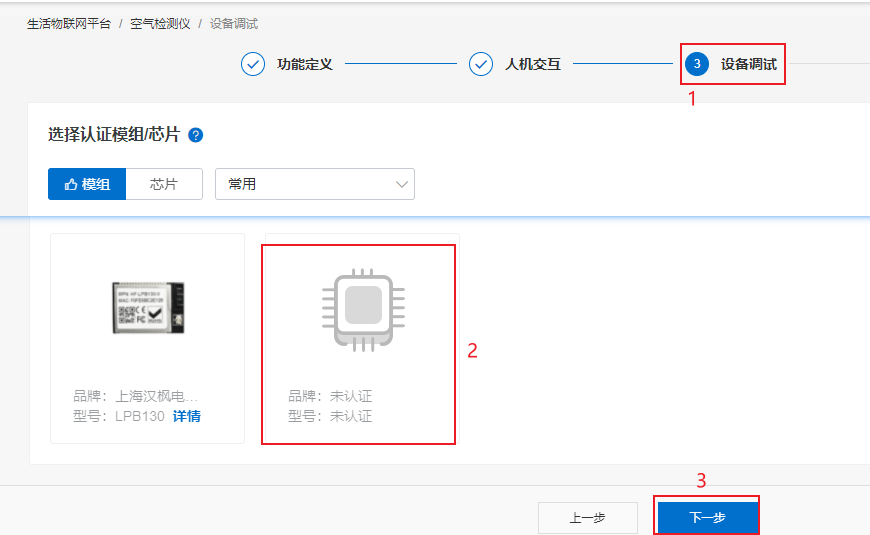 生活物联网平台 / 空气检测仪 / 设备调试
功能定义 人机交互 3 设备调试
1
选择认证模组/芯片 ?
模组 芯片 常用
品牌：上海汉枫电...
型号：LPB130 详情
品牌：未认证
型号：未认证
2
3
上一步 下一步